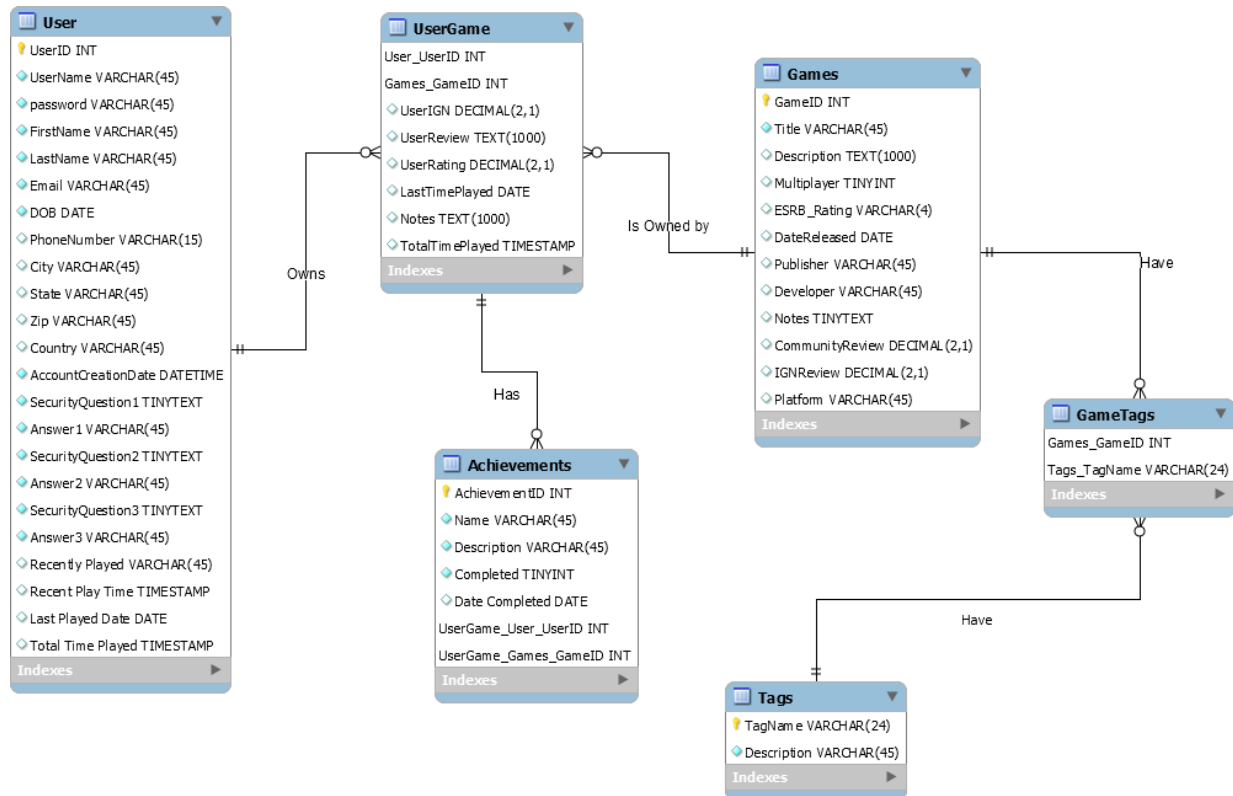 User
UserID INT
UserName VARCHAR(45)
password VARCHAR(45)
FirstName VARCHAR(45)
LastName VARCHAR(45)
Email VARCHAR(45)
DOB DATE
PhoneNumber VARCHAR(15)
City VARCHAR(45)
State VARCHAR(45)
Zip VARCHAR(45)
Country VARCHAR(45)
AccountCreationDate DATETIME
SecurityQuestion1 TINYTEXT
Answer1 VARCHAR(45)
SecurityQuestion2 TINYTEXT
Answer2 VARCHAR(45)
SecurityQuestion3 TINYTEXT
Answer3 VARCHAR(45)
Recently Played VARCHAR(45)
Recent Play Time TIMESTAMP
Last Played Date DATE
Total Time Played TIMESTAMP
Indexes
Owns
UserGame
User_UserID INT
Games_GameID INT
UserIGN DECIMAL(2,1)
UserReview TEXT(1000)
UserRating DECIMAL(2,1)
LastTimePlayed DATE
Notes TEXT(1000)
TotalTimePlayed TIMESTAMP
Indexes
Has
Achievements
AchievementID INT
Name VARCHAR(45)
Description VARCHAR(45)
Completed TINYINT
Date Completed DATE
UserGame_User_UserID INT
UserGame_Games_GameID INT
Indexes
Is Owned by
Games
GameID INT
Title VARCHAR(45)
Description TEXT(1000)
Multiplayer TINYINT
ESRB_Rating VARCHAR(4)
DateReleased DATE
Publisher VARCHAR(45)
Developer VARCHAR(45)
Notes TINYTEXT
CommunityReview DECIMAL(2,1)
IGNReview DECIMAL(2,1)
Platform VARCHAR(45)
Indexes
Have
GameTags
Games_GameID INT
Tags_TagName VARCHAR(24)
Indexes
Have
Tags
TagName VARCHAR(24)
Description VARCHAR(45)
Indexes